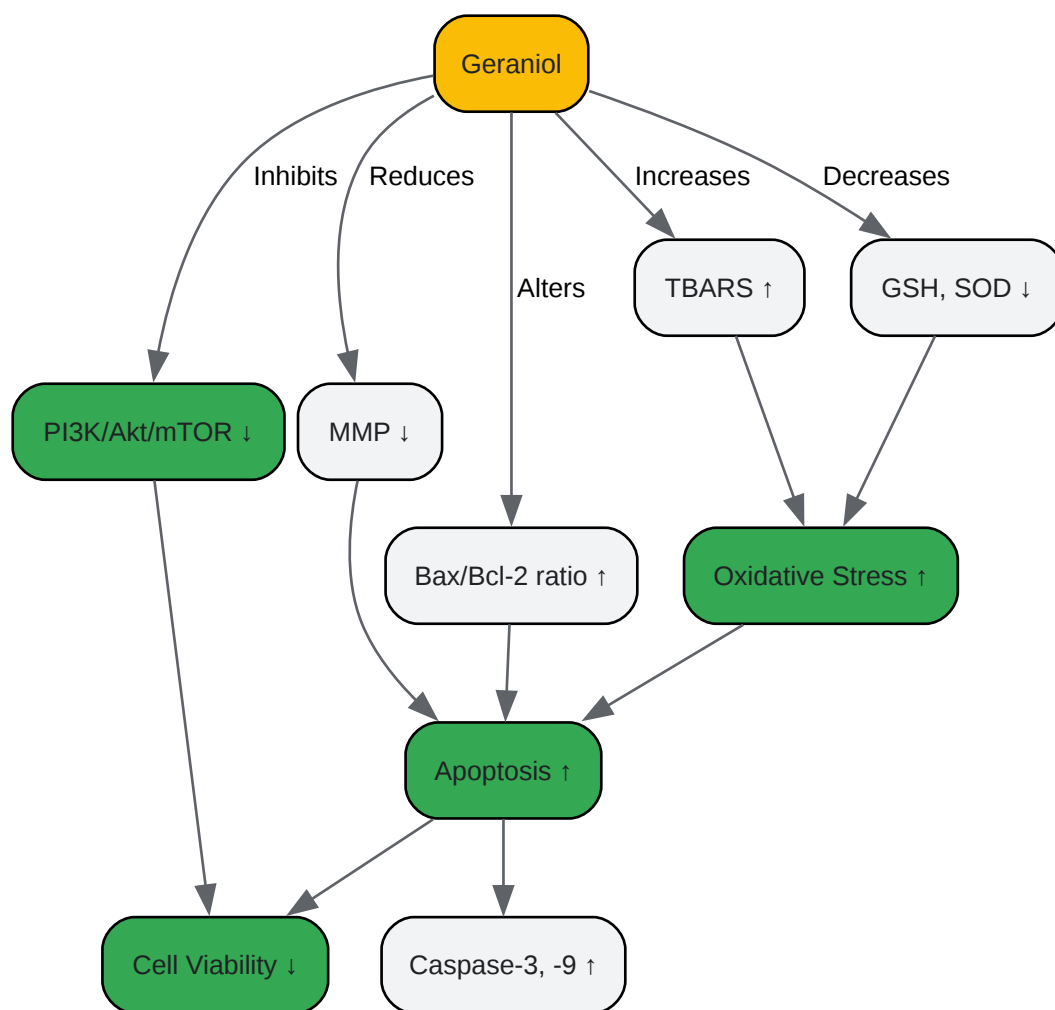 Geraniol
Inhibits
Reduces
Increases
Decreases
Alters
TBARS ↑
GSH, SOD ↓
PI3K/Akt/mTOR ↓
MMP ↓
Bax/Bcl-2 ratio ↑
Oxidative Stress ↑
Apoptosis ↑
Cell Viability ↓
Caspase-3, -9 ↑